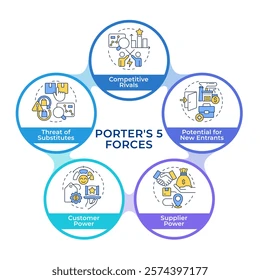 Competitive
Rivals
Threat of
Substitutes
PORTER'S 5
FORCES
Potential for
New Entrants
Customer
Power
Supplier
Power
shutterstock.com · 2574397177